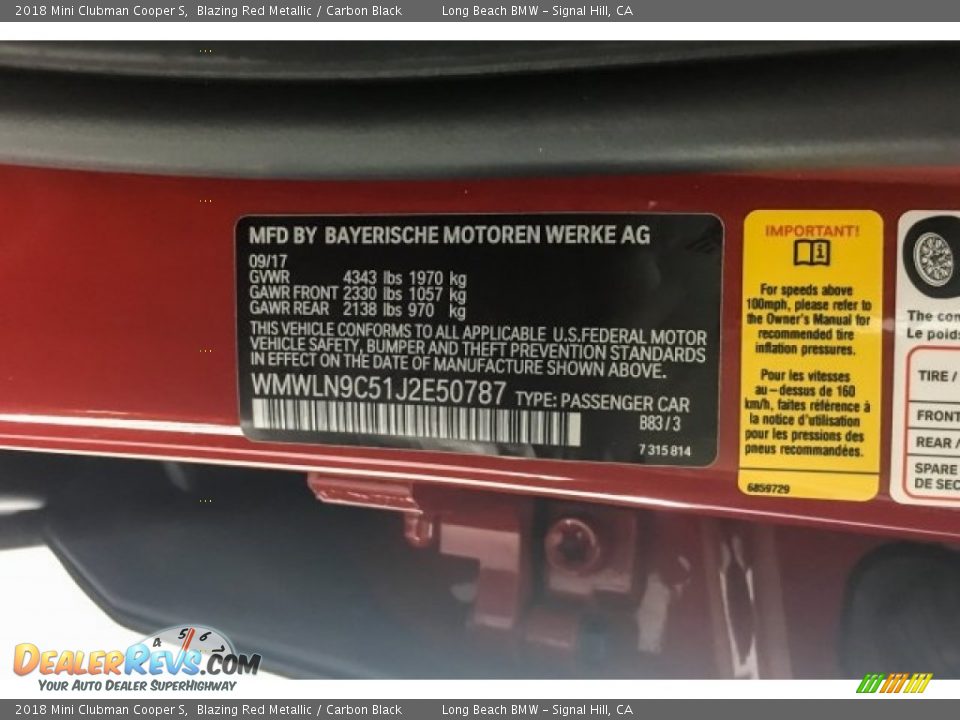 2018 Mini Clubman Cooper S, Blazing Red Metallic / Carbon Black Long Beach BMW – Signal Hill, CA
MFD BY BAYERISCHE MOTOREN WERKE AG
09/17
GVWR 4343 lbs 1970 kg
GAWR FRONT 2330 lbs 1057 kg
GAWR REAR 2138 lbs 970 kg
THIS VEHICLE CONFORMS TO ALL APPLICABLE U.S.FEDERAL MOTOR
VEHICLE SAFETY, BUMPER AND THEFT PREVENTION STANDARDS
IN EFFECT ON THE DATE OF MANUFACTURE SHOWN ABOVE.
WMWLN9C51J2E50787 TYPE: PASSENGER CAR
B83 / 3
7 315 814
IMPORTANT!
i
For speeds above
100mph, please refer to
the Owner's Manual for
recommended tire
inflation pressures.
Pour les vitesses
au – dessus de 160
km/h, faites référence à
la notice d'utilisation
pour les pressions des
pneus recommandées.
6859729
The
Le poids
TIRE /
FRONT
REAR /
SPARE
DE
4 5 6
DEALERREVS.COM
YOUR AUTO DEALER SUPERHIGHWAY
2018 Mini Clubman Cooper S, Blazing Red Metallic / Carbon Black Long Beach BMW – Signal Hill, CA